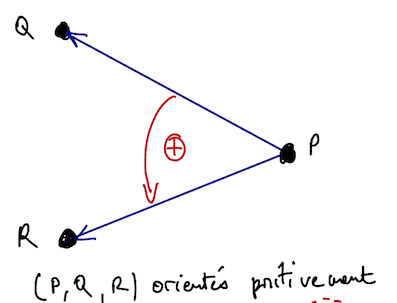 Q
+
P
R
(P, Q, R) orientés positivement